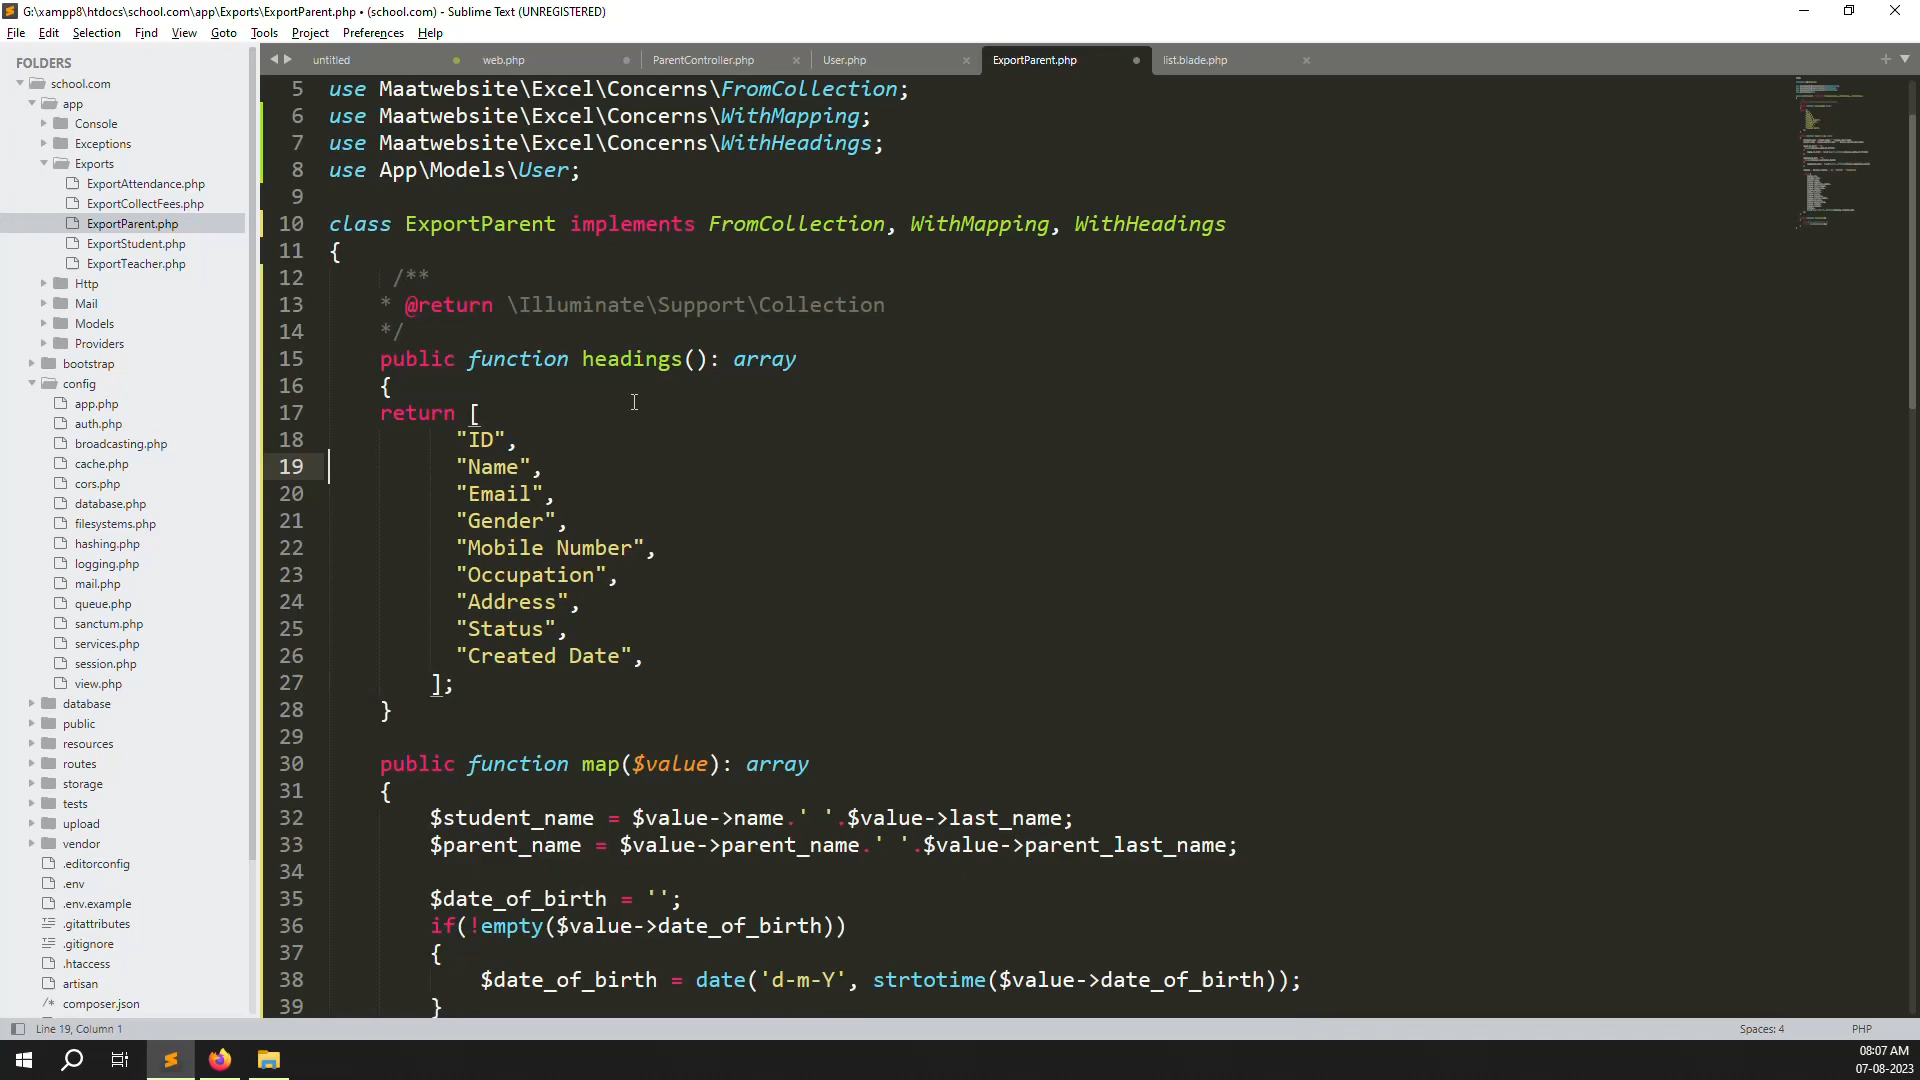 G:\xampp8\htdocs\school.com\app\Exports\ExportParent.php • (school.com) - Sublime Text (UNREGISTERED)
File Edit Selection Find View Goto Tools Project Preferences Help
FOLDERS
school.com
app
Console
Exceptions
Exports
ExportAttendance.php
ExportCollectFees.php
ExportParent.php
ExportStudent.php
ExportTeacher.php
Http
Mail
Models
Providers
bootstrap
config
app.php
auth.php
broadcasting.php
cache.php
cors.php
database.php
filesystems.php
hashing.php
logging.php
mail.php
queue.php
sanctum.php
services.php
session.php
view.php
database
public
resources
routes
storage
tests
upload
vendor
.editorconfig
.env
.env.example
.gitattributes
.gitignore
.htaccess
artisan
composer.json
untitled web.php ParentController.php User.php ExportParent.php list.blade.php
5 use Maatwebsite\Excel\Concerns\FromCollection;
6 use Maatwebsite\Excel\Concerns\WithMapping;
7 use Maatwebsite\Excel\Concerns\WithHeadings;
8 use App\Models\User;
9
10 class ExportParent implements FromCollection, WithMapping, WithHeadings
11 {
12 /**
13 * @return \Illuminate\Support\Collection
14 */
15 public function headings(): array
16 {
17 return [
18 "ID",
19 "Name",
20 "Email",
21 "Gender",
22 "Mobile Number",
23 "Occupation",
24 "Address",
25 "Status",
26 "Created Date",
27 ];
28 }
29
30 public function map($value): array
31 {
32 $student_name = $value->name.' '.$value->last_name;
33 $parent_name = $value->parent_name.' '.$value->parent_last_name;
34
35 $date_of_birth = '';
36 if(!empty($value->date_of_birth))
37 {
38 $date_of_birth = date('d-m-Y', strtotime($value->date_of_birth));
39 }
Line 19, Column 1 Spaces: 4 PHP
08:07 AM
07-08-2023